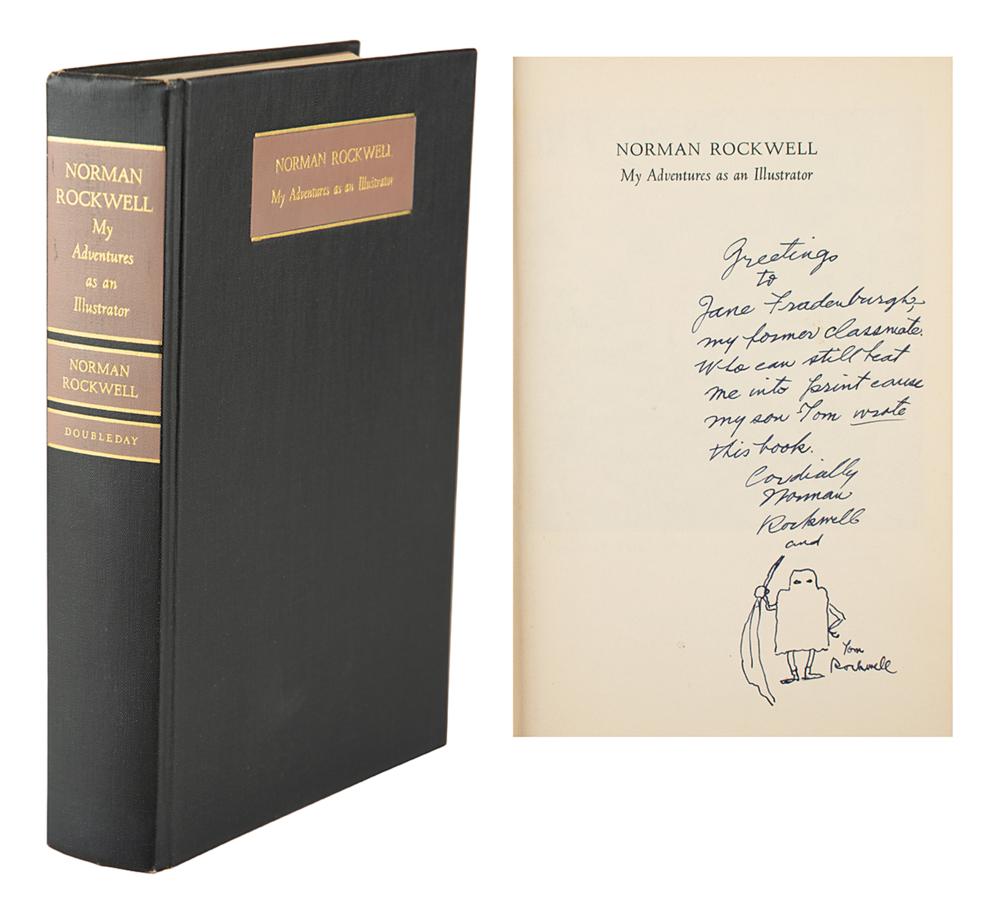 NORMAN
ROCKWELL
My
Adventures
as an
Illustrator
NORMAN
ROCKWELL
DOUBLEDAY
NORMAN ROCKWELL
My Adventures as an Illustrator
NORMAN ROCKWELL
My Adventures as an Illustrator
Greetings
to
Jane Fradenburgh,
my former classmate.
Who can still beat
me into print cause
my son Tom wrote
this book.
Cordially
Norman
Rockwell
and
Tom
Rockwell